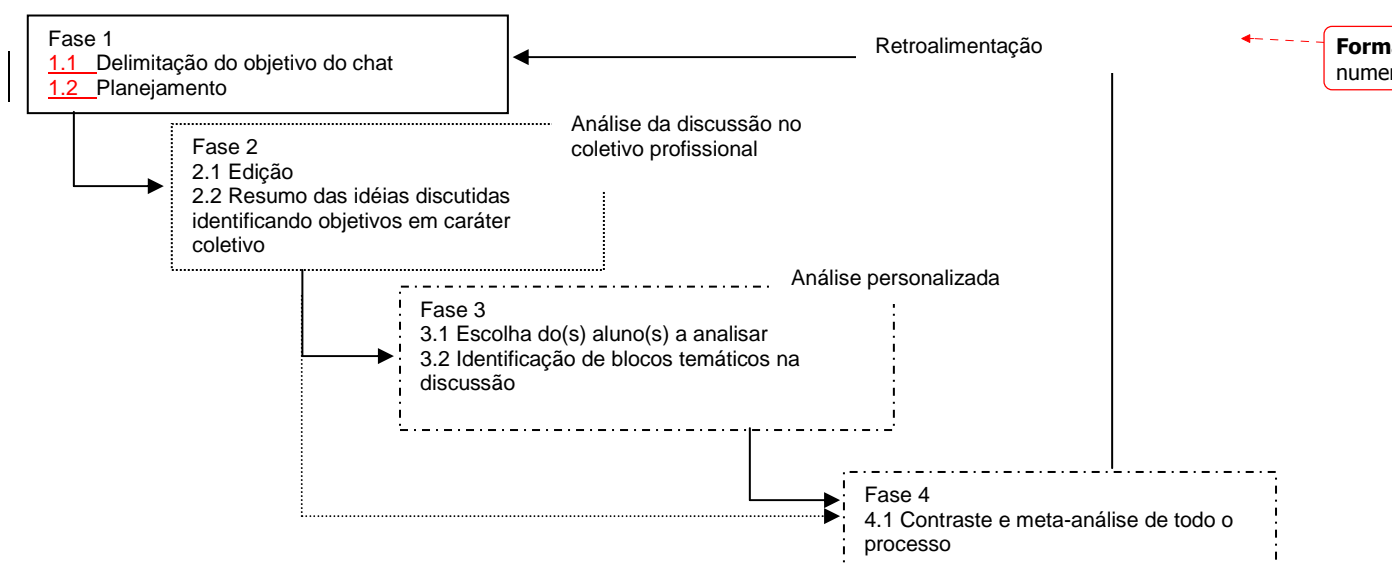 Fase 1
1.1 Delimitação do objetivo do chat
1.2 Planejamento
Retroalimentação
Análise da discussão no
coletivo profissional
Fase 2
2.1 Edição
2.2 Resumo das idéias discutidas
identificando objetivos em caráter
coletivo
Análise personalizada
Fase 3
3.1 Escolha do(s) aluno(s) a analisar
3.2 Identificação de blocos temáticos na
discussão
Fase 4
4.1 Contraste e meta-análise de todo o
processo